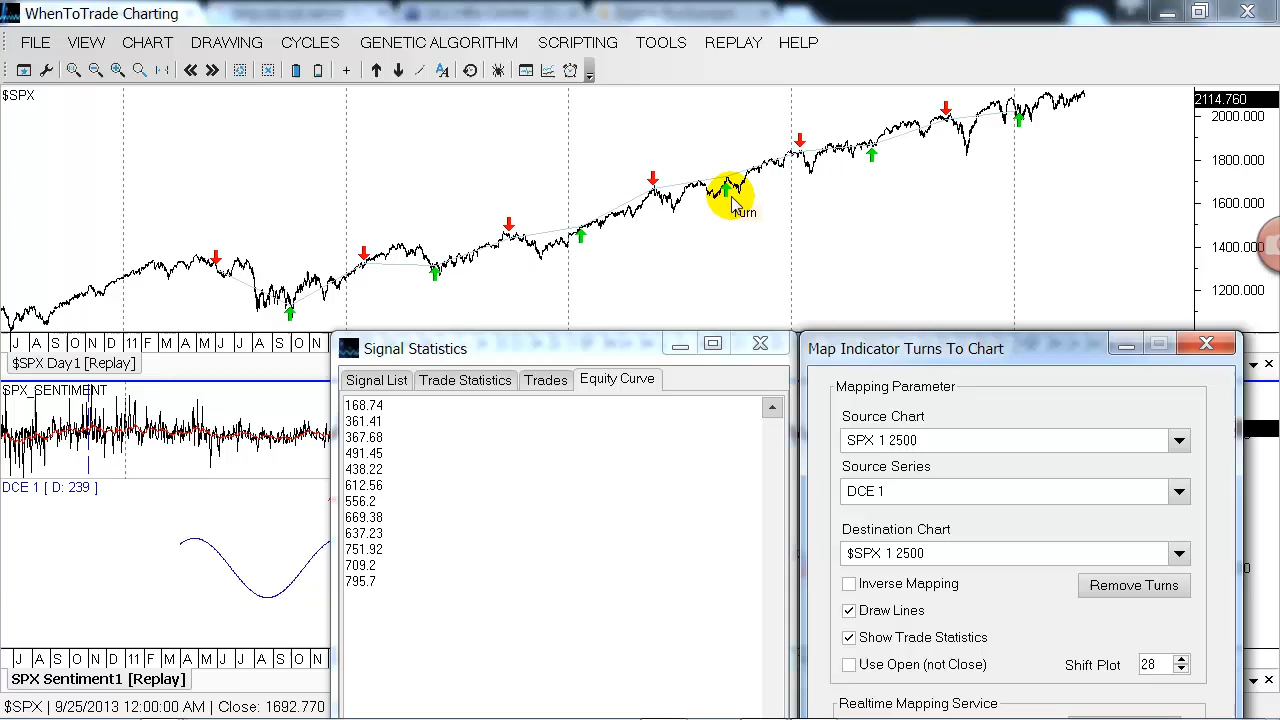 WhenToTrade Charting
FILE VIEW CHART DRAWING CYCLES GENETIC ALGORITHM SCRIPTING TOOLS REPLAY HELP
$SPX
2114.760
2000.000
1800.000
1600.000
1400.000
1200.000
Turn
J A S O N D 11 F M A M J J A S O N
$SPX Day1 [Replay]
SPX_SENTIMENT
DCE 1 [ D: 239 ]
J A S O N D 11 F M A M J J A S O N
SPX Sentiment1 [Replay]
$SPX | 9/25/2013 12:00:00 AM | Close: 1692.770
Signal Statistics
Signal List Trade Statistics Trades Equity Curve
168.74
361.41
367.68
491.45
438.22
612.56
556.2
669.38
637.23
751.92
709.2
795.7
Map Indicator Turns To Chart
Mapping Parameter
Source Chart
SPX 1 2500
Source Series
DCE 1
Destination Chart
$SPX 1 2500
Inverse Mapping
Remove Turns
Draw Lines
Show Trade Statistics
Use Open (not Close) Shift Plot 28
Realtime Mapping Service